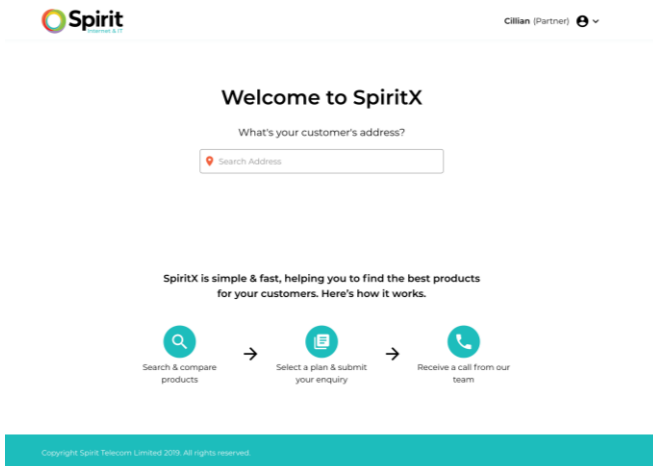 Spirit
Internet & IT
Cillian (Partner)
Welcome to SpiritX
What's your customer's address?
Search Address
SpiritX is simple & fast, helping you to find the best products
for your customers. Here's how it works.
Search & compare
products
Select a plan & submit
your enquiry
Receive a call from our
team
Copyright Spirit Telecom Limited 2019. All rights reserved.